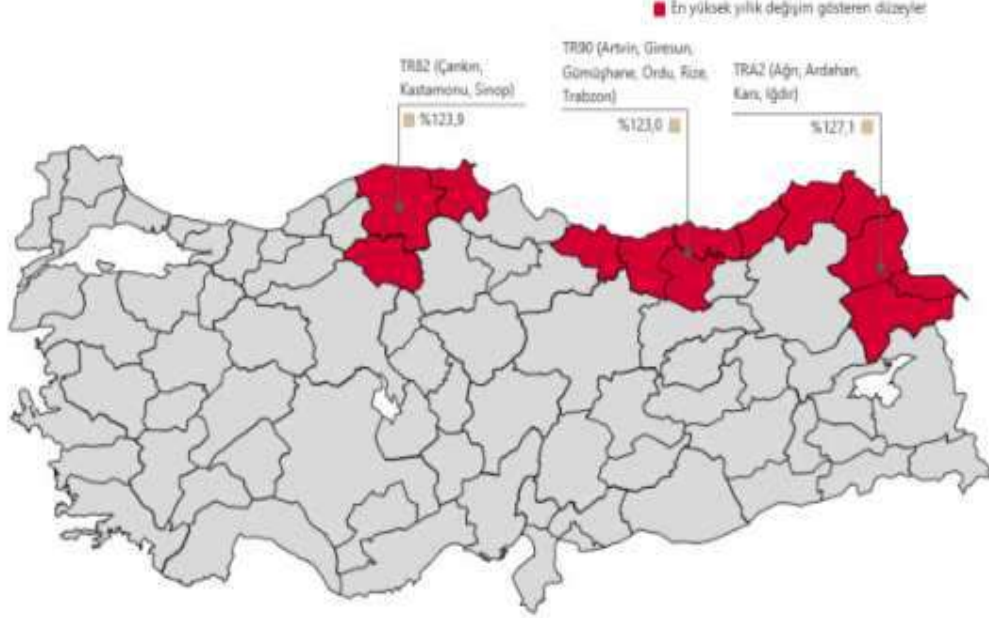 En yüksek yıllık değişim gösteren düzeyler
TR82 (Çankırı,
Kastamonu, Sinop)
%123,9
TR90 (Artvin, Giresun,
Gümüşhane, Ordu, Rize,
Trabzon)
%123,0
TRA2 (Ağrı, Ardahan,
Kars, Iğdır)
%127,1